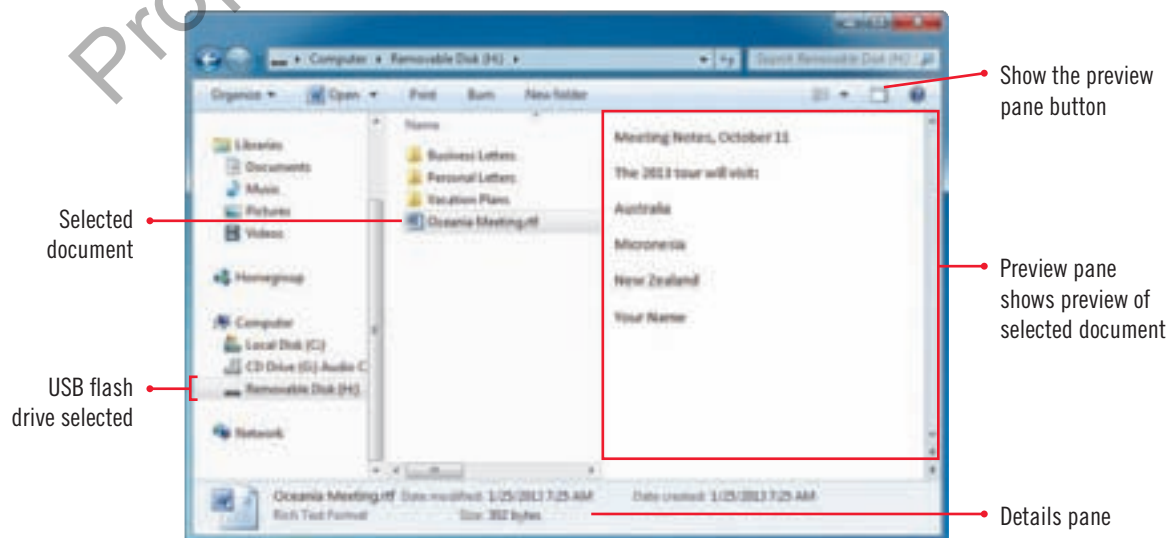 Pro
Computer ▸ Removable Disk (H:) ▸
Search Removable Disk (H:)
Organize
Open
Print
Burn
New folder
Show the preview
pane button
Libraries
Documents
Music
Pictures
Videos
Homegroup
Computer
Local Disk (C:)
CD Drive (G:) Audio C
Removable Disk (H:)
Network
Name
Business Letters
Personal Letters
Vacation Plans
Oceania Meeting.rtf
Meeting Notes, October 11
The 2013 tour will visit:
Australia
Micronesia
New Zealand
Your Name
Selected
document
Preview pane
shows preview of
selected document
USB flash
drive selected
Oceania Meeting.rtf Date modified: 1/25/2013 7:25 AM Date created: 1/25/2013 7:25 AM
Rich Text Format Size: 392 bytes
Details pane